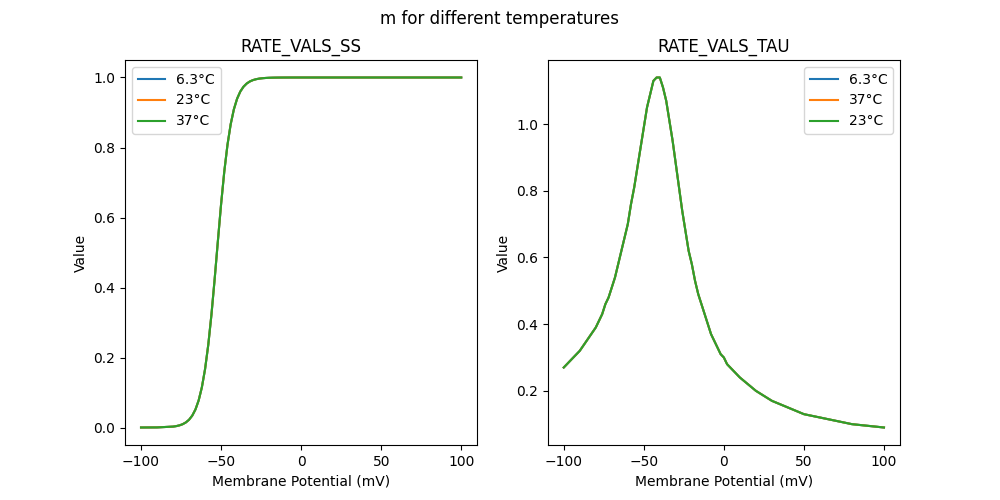 m for different temperatures
RATE_VALS_SS
6.3°C
23°C
37°C
1.0
0.8
0.6
0.4
0.2
0.0
Value
−100
−50
0
50
100
Membrane Potential (mV)
RATE_VALS_TAU
6.3°C
37°C
23°C
1.0
0.8
0.6
0.4
0.2
Value
−100
−50
0
50
100
Membrane Potential (mV)